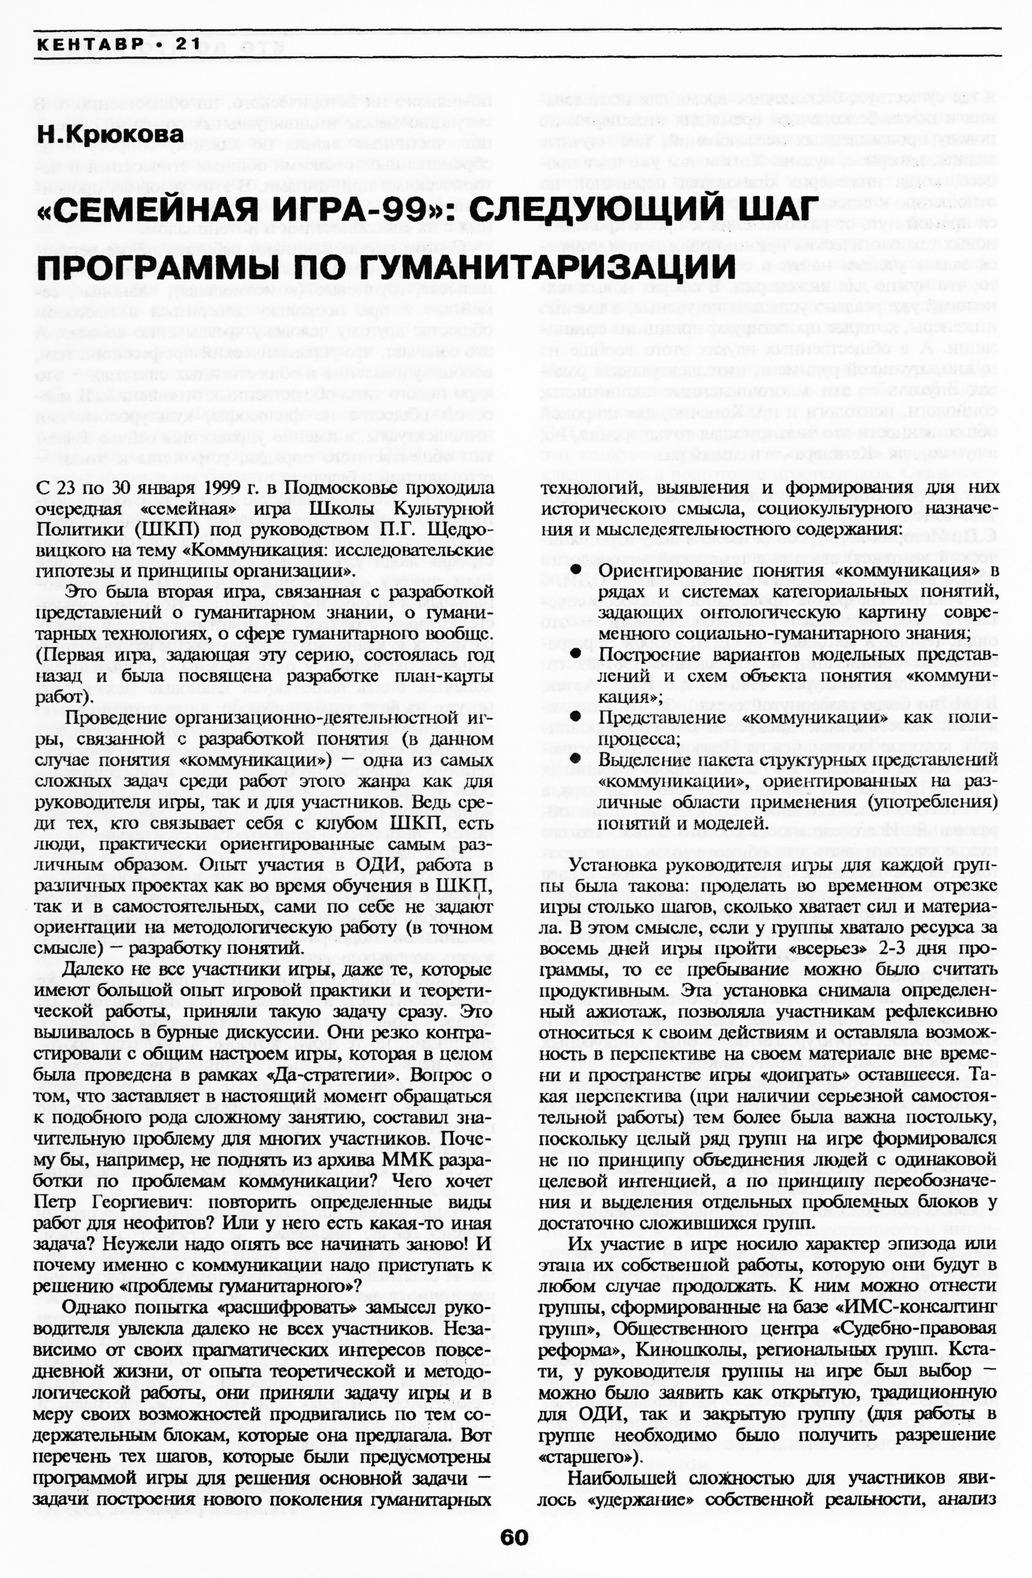 КЕНТАВР • 21
Н.Крюкова
«СЕМЕЙНАЯ ИГРА-99»: СЛЕДУЮЩИЙ ШАГ
ПРОГРАММЫ ПО ГУМАНИТАРИЗАЦИИ
С 23 по 30 января 1999 г. в Подмосковье проходила
очередная «семейная» игра Школы Культурной
Политики (ШКП) под руководством П.Г. Щедро-
вицкого на тему «Коммуникация: исследовательские
гипотезы и принципы организации».
Это была вторая игра, связанная с разработкой
представлений о гуманитарном знании, о гумани-
тарных технологиях, о сфере гуманитарного вообще.
(Первая игра, задающая эту серию, состоялась год
назад и была посвящена разработке план-карты
работ).
Проведение организационно-деятельностной иг-
ры, связанной с разработкой понятия (в данном
случае понятия «коммуникации») — одна из самых
сложных задач среди работ этого жанра как для
руководителя игры, так и для участников. Ведь сре-
ди тех, кто связывает себя с клубом ШКП, есть
люди, практически ориентированные самым раз-
личным образом. Опыт участия в ОДИ, работа в
различных проектах как во время обучения в ШКП,
так и в самостоятельных, сами по себе не задают
ориентации на методологическую работу (в точном
смысле) — разработку понятий.
Далеко не все участники игры, даже те, которые
имеют большой опыт игровой практики и теорети-
ческой работы, приняли такую задачу сразу. Это
выливалось в бурные дискуссии. Они резко контра-
стировали с общим настроем игры, которая в целом
была проведена в рамках «Да-стратегии». Вопрос о
том, что заставляет в настоящий момент обращаться
к подобного рода сложному занятию, составил зна-
чительную проблему для многих участников. Поче-
му бы, например, не поднять из архива ММК разра-
ботки по проблемам коммуникации? Чего хочет
Петр Георгиевич: повторить определенные виды
работ для неофитов? Или у него есть какая-то иная
задача? Неужели надо опять все начинать заново! И
почему именно с коммуникации надо приступать к
решению «проблемы гуманитарного»?
Однако попытка «расшифровать» замысел руко-
водителя увлекла далеко не всех участников. Неза-
висимо от своих прагматических интересов повсе-
дневной жизни, от опыта теоретической и методо-
логической работы, они приняли задачу игры и в
меру своих возможностей продвигались по тем со-
держательным блокам, которые она предлагала. Вот
перечень тех шагов, которые были предусмотрены
программой игры для решения основной задачи —
задачи построения нового поколения гуманитарных
технологий, выявления и формирования для них
исторического смысла, социокультурного назначе-
ния и мыследеятельностного содержания:
● Ориентирование понятия «коммуникация» в
рядах и системах категориальных понятий,
задающих онтологическую картину совре-
менного социально-гуманитарного знания;
● Построение вариантом модельных представ-
лений и схем объекта понятия «коммуни-
кация»;
● Представление «коммуникации» как поли-
процесса;
● Выделение пакета структурных представлений
«коммуникации», ориентированных на раз-
личные области применения (употребления)
понятий и моделей.
Установка руководителя игры для каждой груп-
пы была такова: проделать во временном отрезке
игры столько шагов, сколько хватает сил и материа-
ла. В этом смысле, если у группы хватало ресурса за
восемь дней игры пройти «всерьез» 2-3 дня про-
граммы, то ее пребывание можно было считать
продуктивным. Эта установка снимала определен-
ный ажиотаж, позволяла участникам рефлексивно
относиться к своим действиям и оставляла возмож-
ность в перспективе на своем материале вне време-
ни и пространстве игры «доиграть» оставшееся. Та-
кая перспектива (при наличии серьезной самостоя-
тельной работы) тем более была важна постольку,
поскольку целый ряд групп на игре формировался
не по принципу объединения людей с одинаковой
целевой интенцией, а по принципу переобозначе-
ния и выделения отдельных проблемных блоков у
достаточно сложившихся групп.
Их участие в игре носило характер эпизода или
этапа их собственной работы, которую они будут в
любом случае продолжать. К ним можно отнести
группы, сформированные на базе «ИМС-консалтинг
групп», Общественного центра «Судебно-правовая
реформа», Киношколы, региональных групп. Кста-
ти, у руководителя группы на игре был выбор —
можно было заявить как открытую, традиционную
для ОДИ, так и закрытую группу (для работы в
группе необходимо было получить разрешение
«старшего»).
Наибольшей сложностью для участников яви-
лось «удержание» собственной реальности, анализ
60